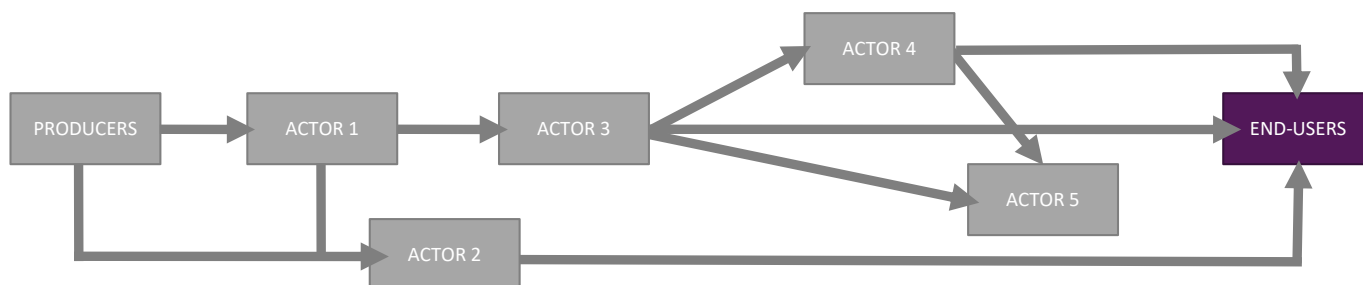 ACTOR 4
PRODUCERS
ACTOR 1
ACTOR 3
END-USERS
ACTOR 5
ACTOR 2